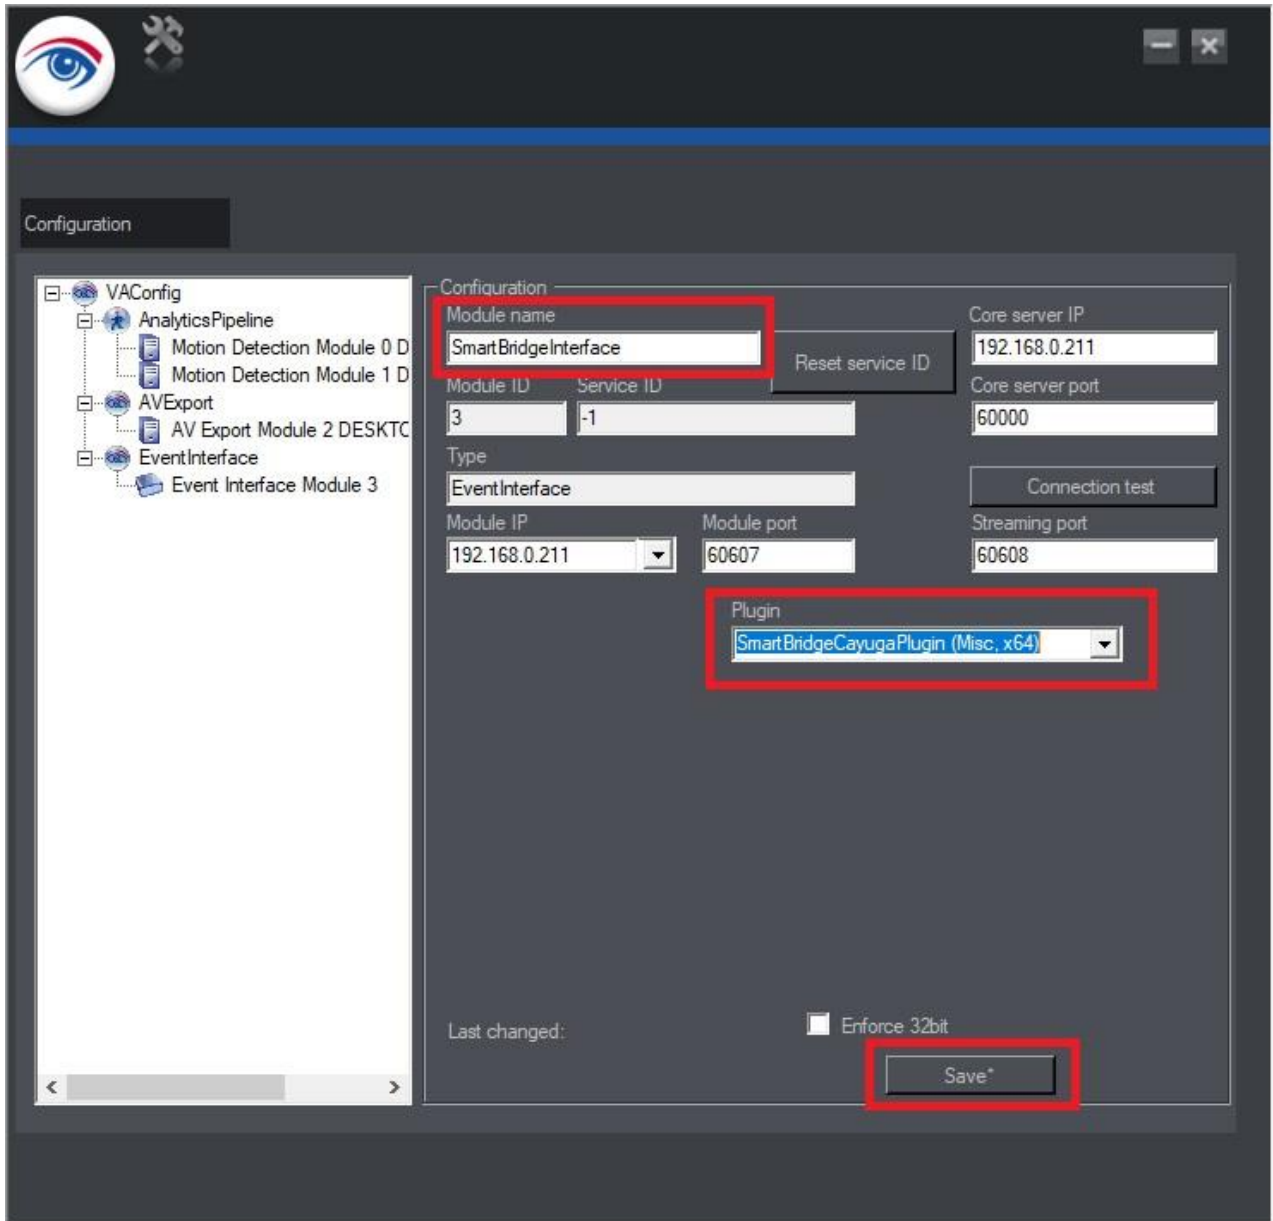 Configuration
VAConfig
AnalyticsPipeline
Motion Detection Module 0 D
Motion Detection Module 1 D
AVExport
AV Export Module 2 DESKTC
EventInterface
Event Interface Module 3
Configuration
Module name
SmartBridgeInterface
Reset service ID
Core server IP
192.168.0.211
Module ID
Service ID
Core server port
3
-1
60000
Type
EventInterface
Connection test
Module IP
Module port
Streaming port
192.168.0.211
60607
60608
Plugin
SmartBridgeCayugaPlugin (Misc, x64)
Last changed:
Enforce 32bit
Save*